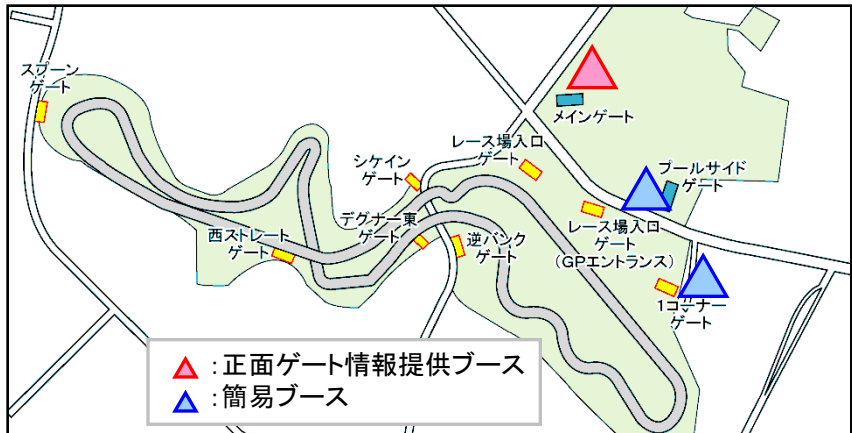 スプーン
ゲート
メインゲート
レース場入口
ゲート
シケイン
ゲート
プールサイド
ゲート
デグナー東
ゲート
逆バンク
ゲート
レース場入口
ゲート
(GPエントランス)
西ストレート
ゲート
1コーナー
ゲート
：正面ゲート情報提供ブース
：簡易ブース